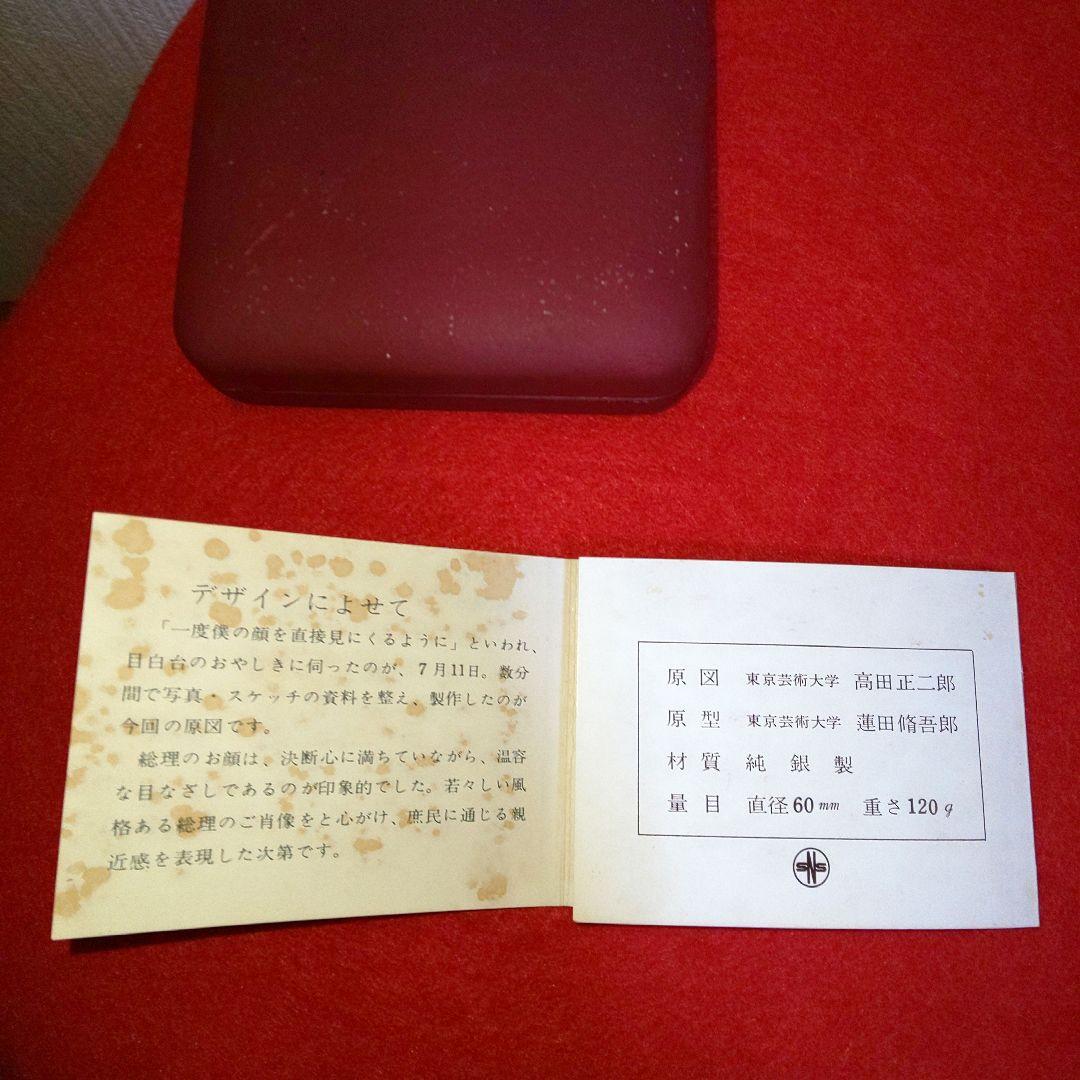 デザインによせて
「一度僕の顔を直接見にくるように」といわれ、
目白台のおやしきに伺ったのが、7月11日。数分
間で写真・スケッチの資料を整え、製作したのが
今回の原図です。
総理のお顔は、決断心に満ちていながら、温容
な目なざしであるのが印象的でした。若々しい風
格ある総理のご肖像をと心がけ、庶民に通じる親
近感を表現した次第です。
原図 東京芸術大学 高田正二郎
原型 東京芸術大学 蓮田脩吾郎
材質 純銀製
量目 直径60mm 重さ120g
SNS